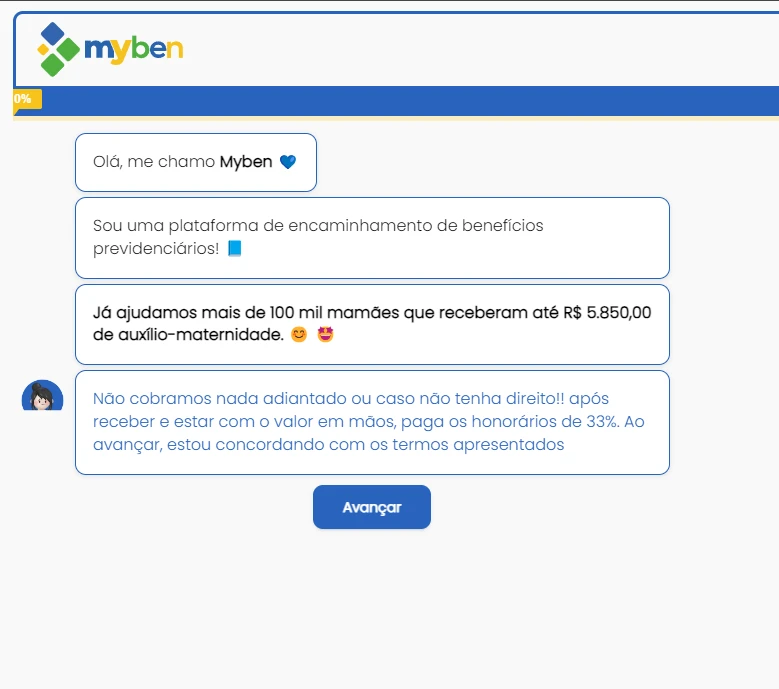 myben
0%
Olá, me chamo Myben 💙
Sou uma plataforma de encaminhamento de benefícios
previdenciários! 📘
Já ajudamos mais de 100 mil mamães que receberam até R$ 5.850,00
de auxílio-maternidade. 😊 🤩
Não cobramos nada adiantado ou caso não tenha direito!! após
receber e estar com o valor em mãos, paga os honorários de 33%. Ao
avançar, estou concordando com os termos apresentados
Avançar